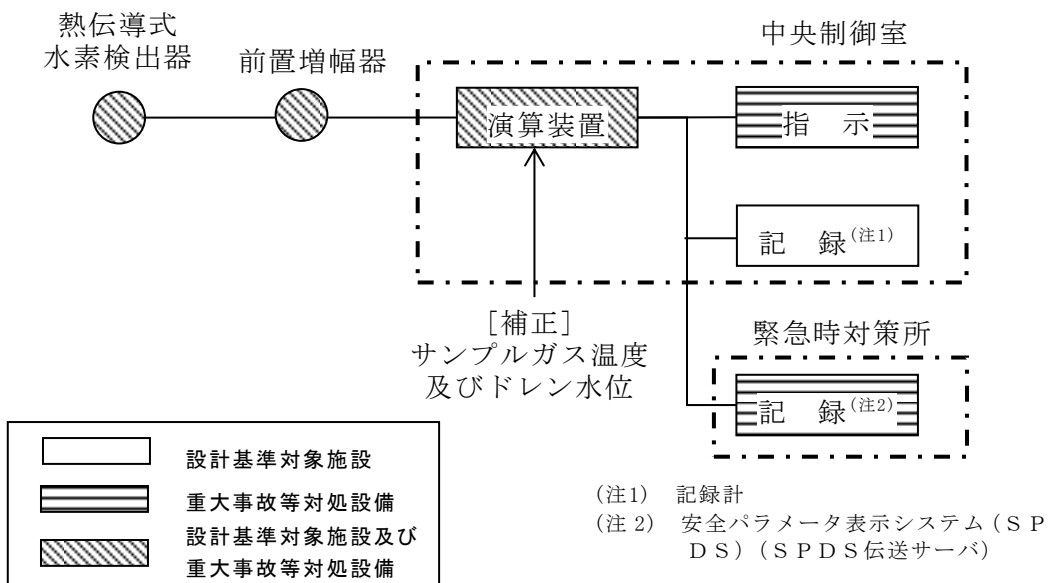 熱伝導式
水素検出器
前置増幅器
中央制御室
演算装置
指 示
記 録(注1)
[補正]
サンプルガス温度
及びドレン水位
緊急時対策所
記 録(注2)
設計基準対象施設
重大事故等対処設備
設計基準対象施設及び
重大事故等対処設備
(注1) 記録計
(注 2) 安全パラメータ表示システム(SP
DS)(SPDS伝送サーバ)